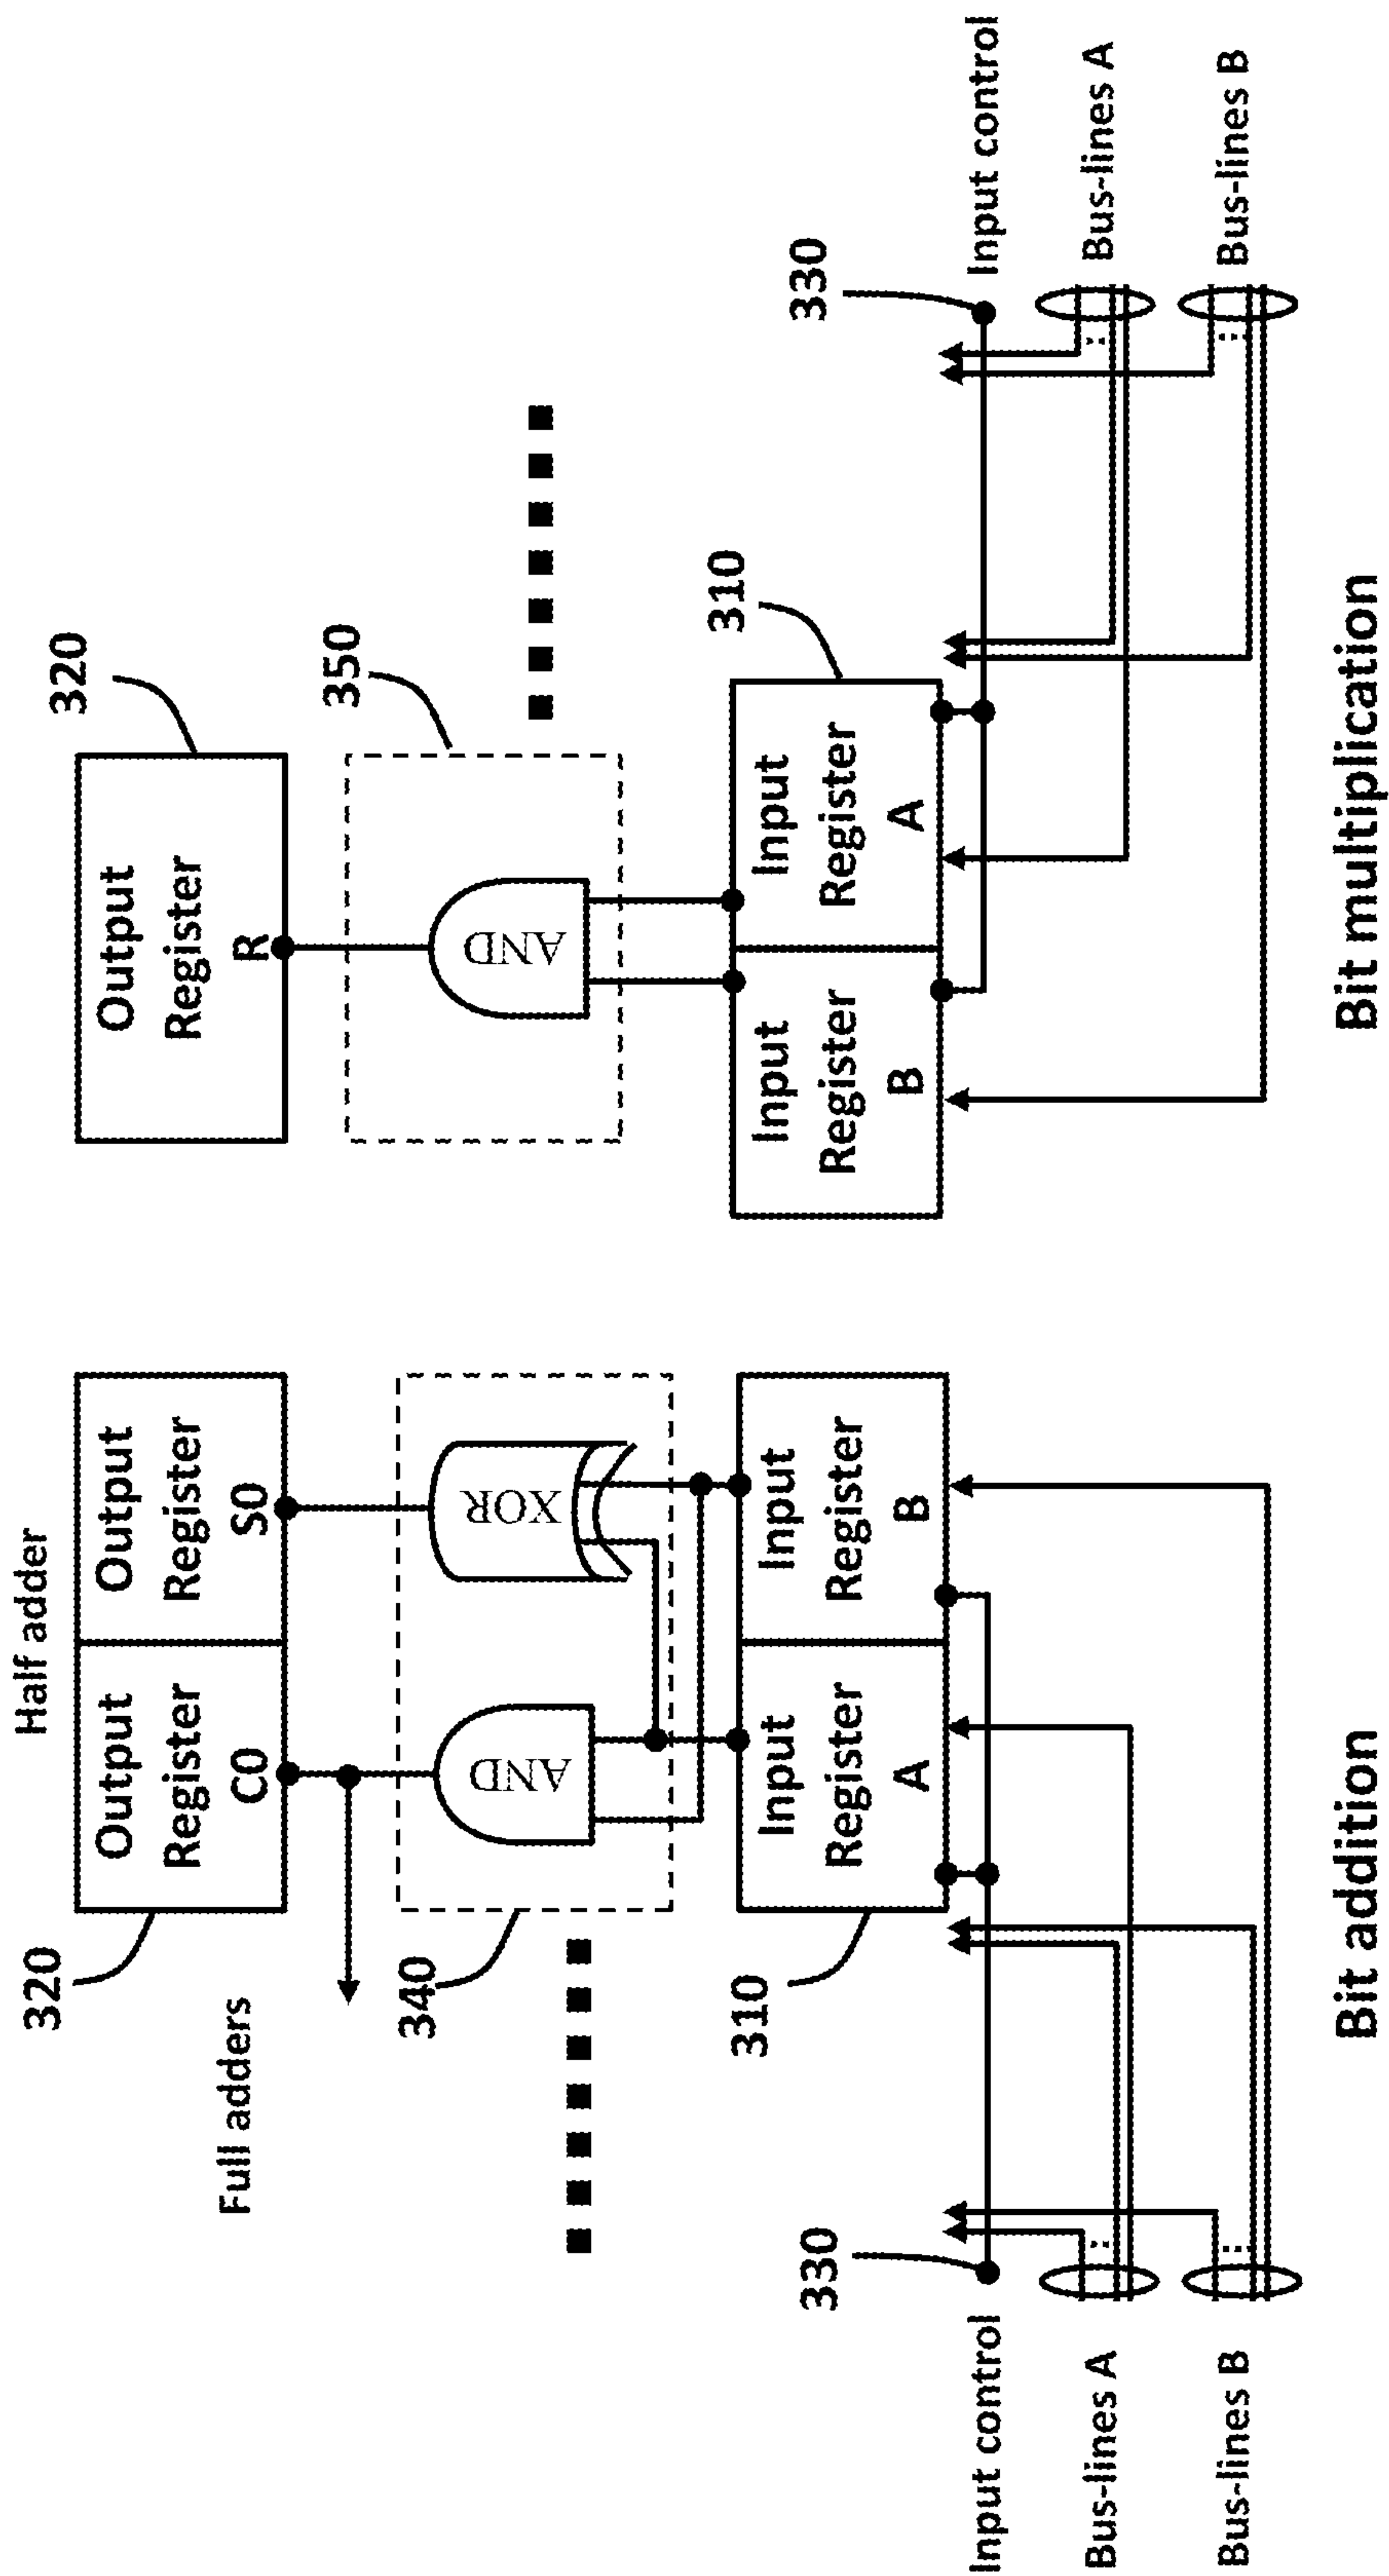 Half adder
320
Output
Register
C0
Output
Register
S0
Full adders
340
AND
XOR
310
Input
Register
A
Input
Register
B
330
Input control
Bus-lines A
Bus-lines B
Bit addition
320
Output
Register
R
350
AND
310
Input
Register
B
Input
Register
A
330
Input control
Bus-lines A
Bus-lines B
Bit multiplication